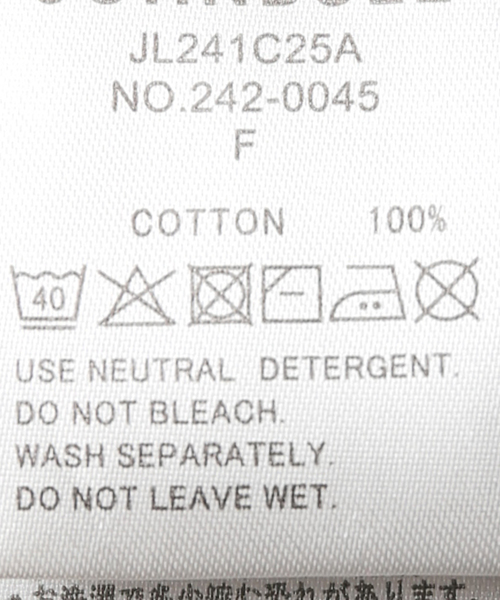 JL241C25A
NO.242-0045
F
COTTON 100%
40
USE NEUTRAL DETERGENT.
DO NOT BLEACH.
WASH SEPARATELY.
DO NOT LEAVE WET.